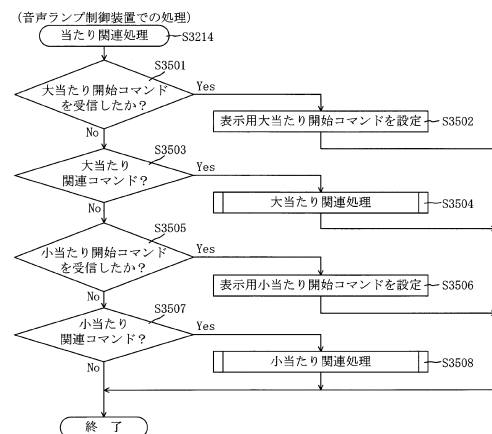 （音声ランプ制御装置での処理）
当たり関連処理
S3214
S3501
大当たり開始コマンド
を受信したか？
Yes
表示用大当たり開始コマンドを設定
S3502
No
S3503
大当たり
関連コマンド？
Yes
大当たり関連処理
S3504
No
S3505
小当たり開始コマンド
を受信したか？
Yes
表示用小当たり開始コマンドを設定
S3506
No
S3507
小当たり
関連コマンド？
Yes
小当たり関連処理
S3508
No
終 了